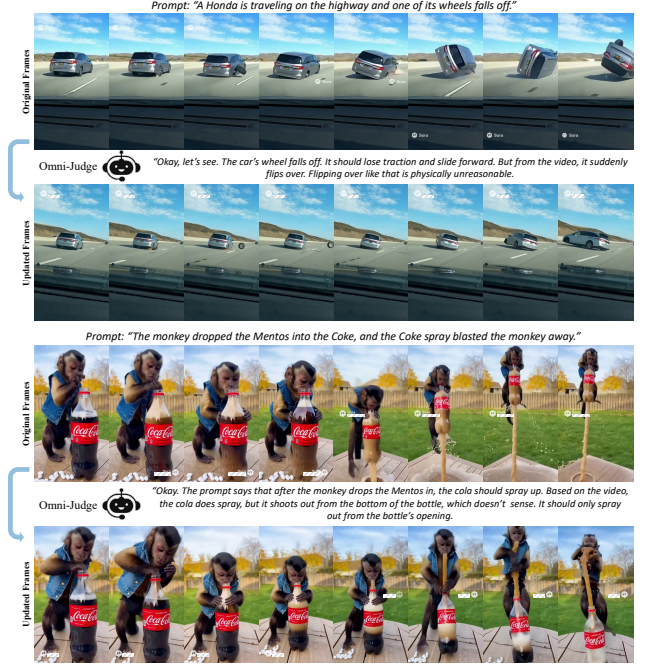 Prompt: “A Honda is traveling on the highway and one of its wheels falls off.”
Original Frames
Sora
Sora
Sora
Sora
Sora
Omni-Judge
“Okay, let’s see. The car’s wheel falls off. It should lose traction and slide forward. But from the video, it suddenly
flips over. Flipping over like that is physically unreasonable.
Updated Frames
Prompt: “The monkey dropped the Mentos into the Coke, and the Coke spray blasted the monkey away.”
Original Frames
Coca-Cola
Coca-Cola
Coca-Cola
Coca-Cola
Coca-Cola
Omni-Judge
“Okay. The prompt says that after the monkey drops the Mentos in, the cola should spray up. Based on the video,
the cola does spray, but it shoots out from the bottom of the bottle, which doesn’t sense. It should only spray
out from the bottle’s opening.
Updated Frames
Coca-Cola
Coca-Cola
Coca-Cola
Coca-Cola
Coca-Cola
Coca-Cola
Coca-Cola
Coca-Cola